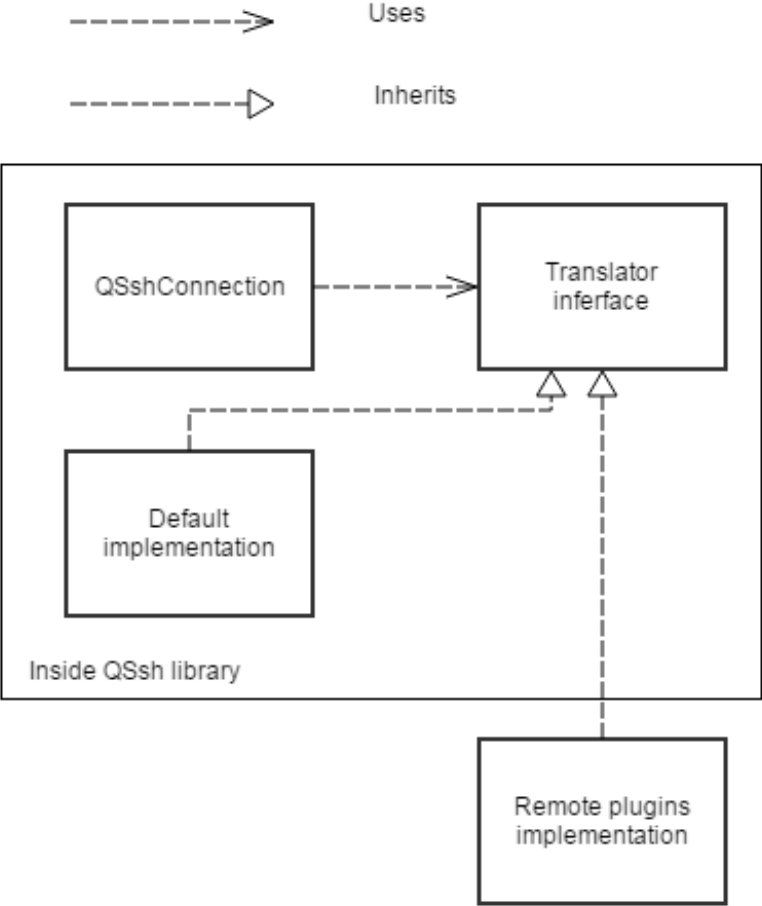 Uses
Inherits
QSshConnection
Translator
inferface
Default
implementation
Inside QSsh library
Remote plugins
implementation